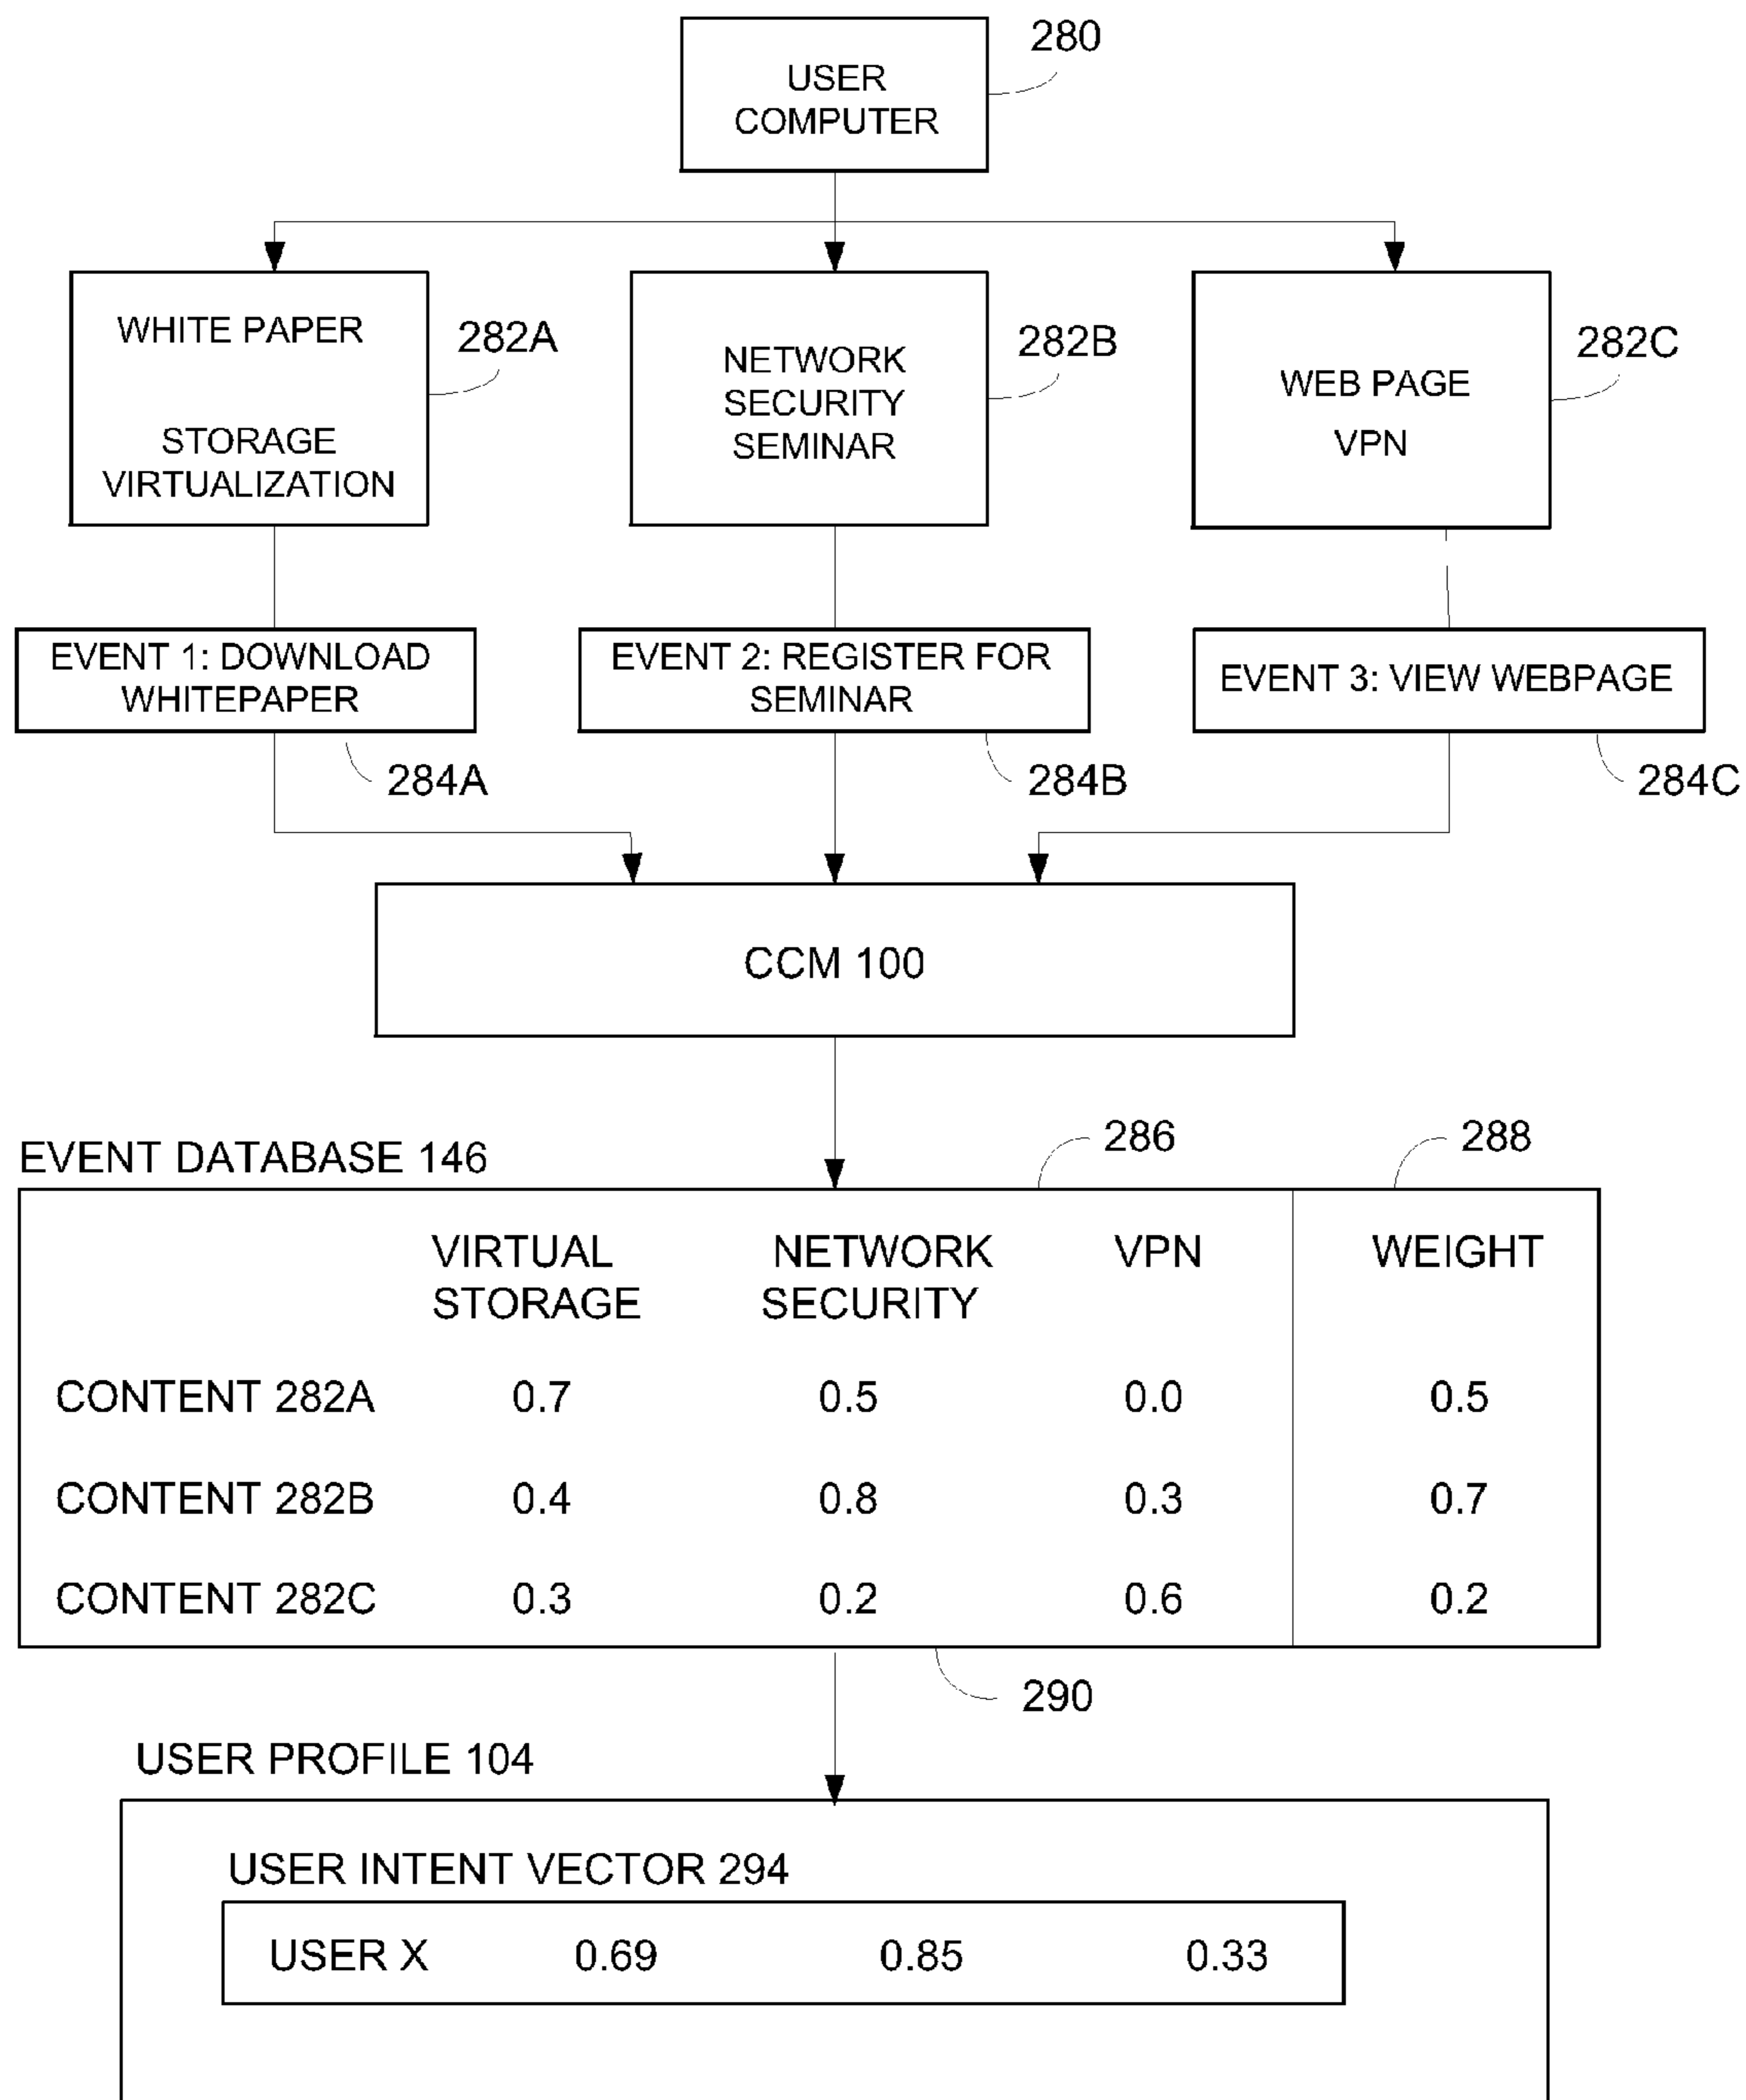 280
USER
COMPUTER
WHITE PAPER
STORAGE
VIRTUALIZATION
282A
NETWORK
SECURITY
SEMINAR
282B
WEB PAGE
VPN
282C
EVENT 1: DOWNLOAD
WHITEPAPER
EVENT 2: REGISTER FOR
SEMINAR
EVENT 3: VIEW WEBPAGE
284A
284B
284C
CCM 100
EVENT DATABASE 146
286
288
VIRTUAL
STORAGE
NETWORK
SECURITY
VPN
WEIGHT
CONTENT 282A 0.7 0.5 0.0 0.5
CONTENT 282B 0.4 0.8 0.3 0.7
CONTENT 282C 0.3 0.2 0.6 0.2
290
USER PROFILE 104
USER INTENT VECTOR 294
USER X 0.69 0.85 0.33